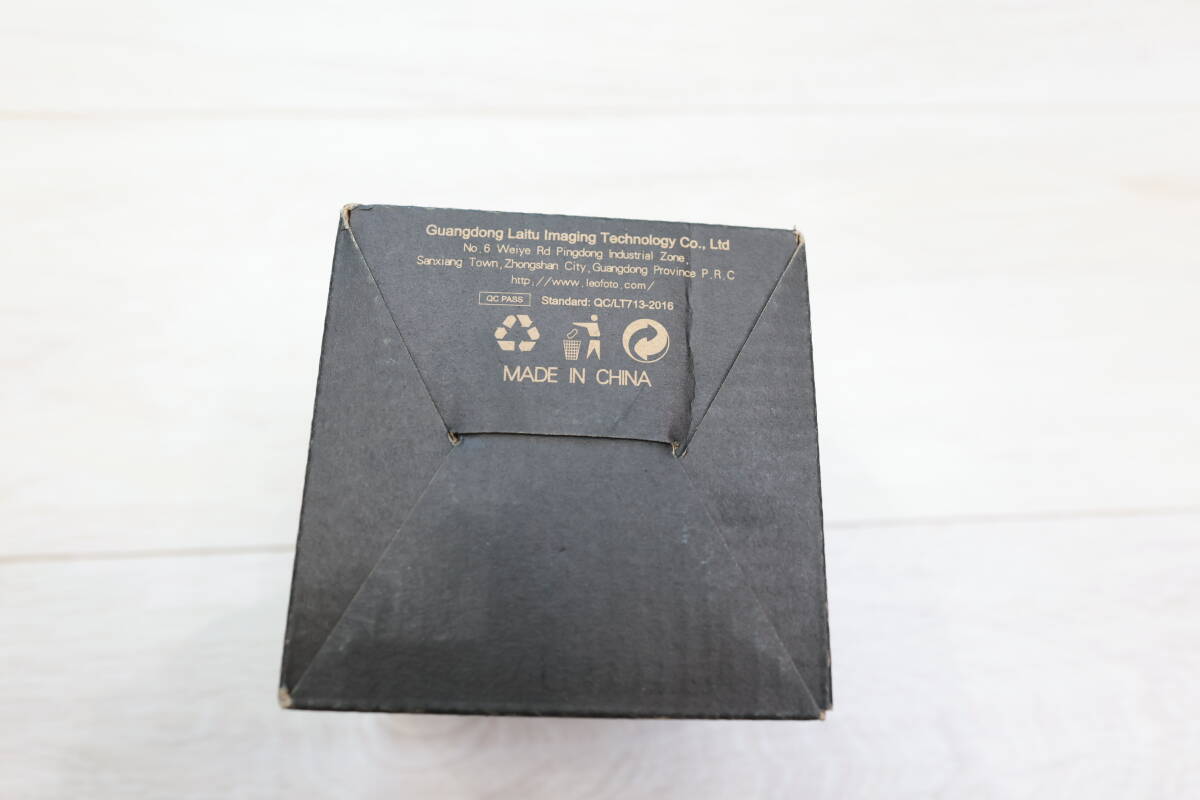 Guangdong Laitu Imaging Technology Co., Ltd
No.6 Weiye Rd Pingdong Industrial Zone,
Sanxiang Town,Zhongshan City,Guangdong Province P.R.C
http://www.leofoto.com/
QC PASS Standard: QC/LT713-2016
MADE IN CHINA